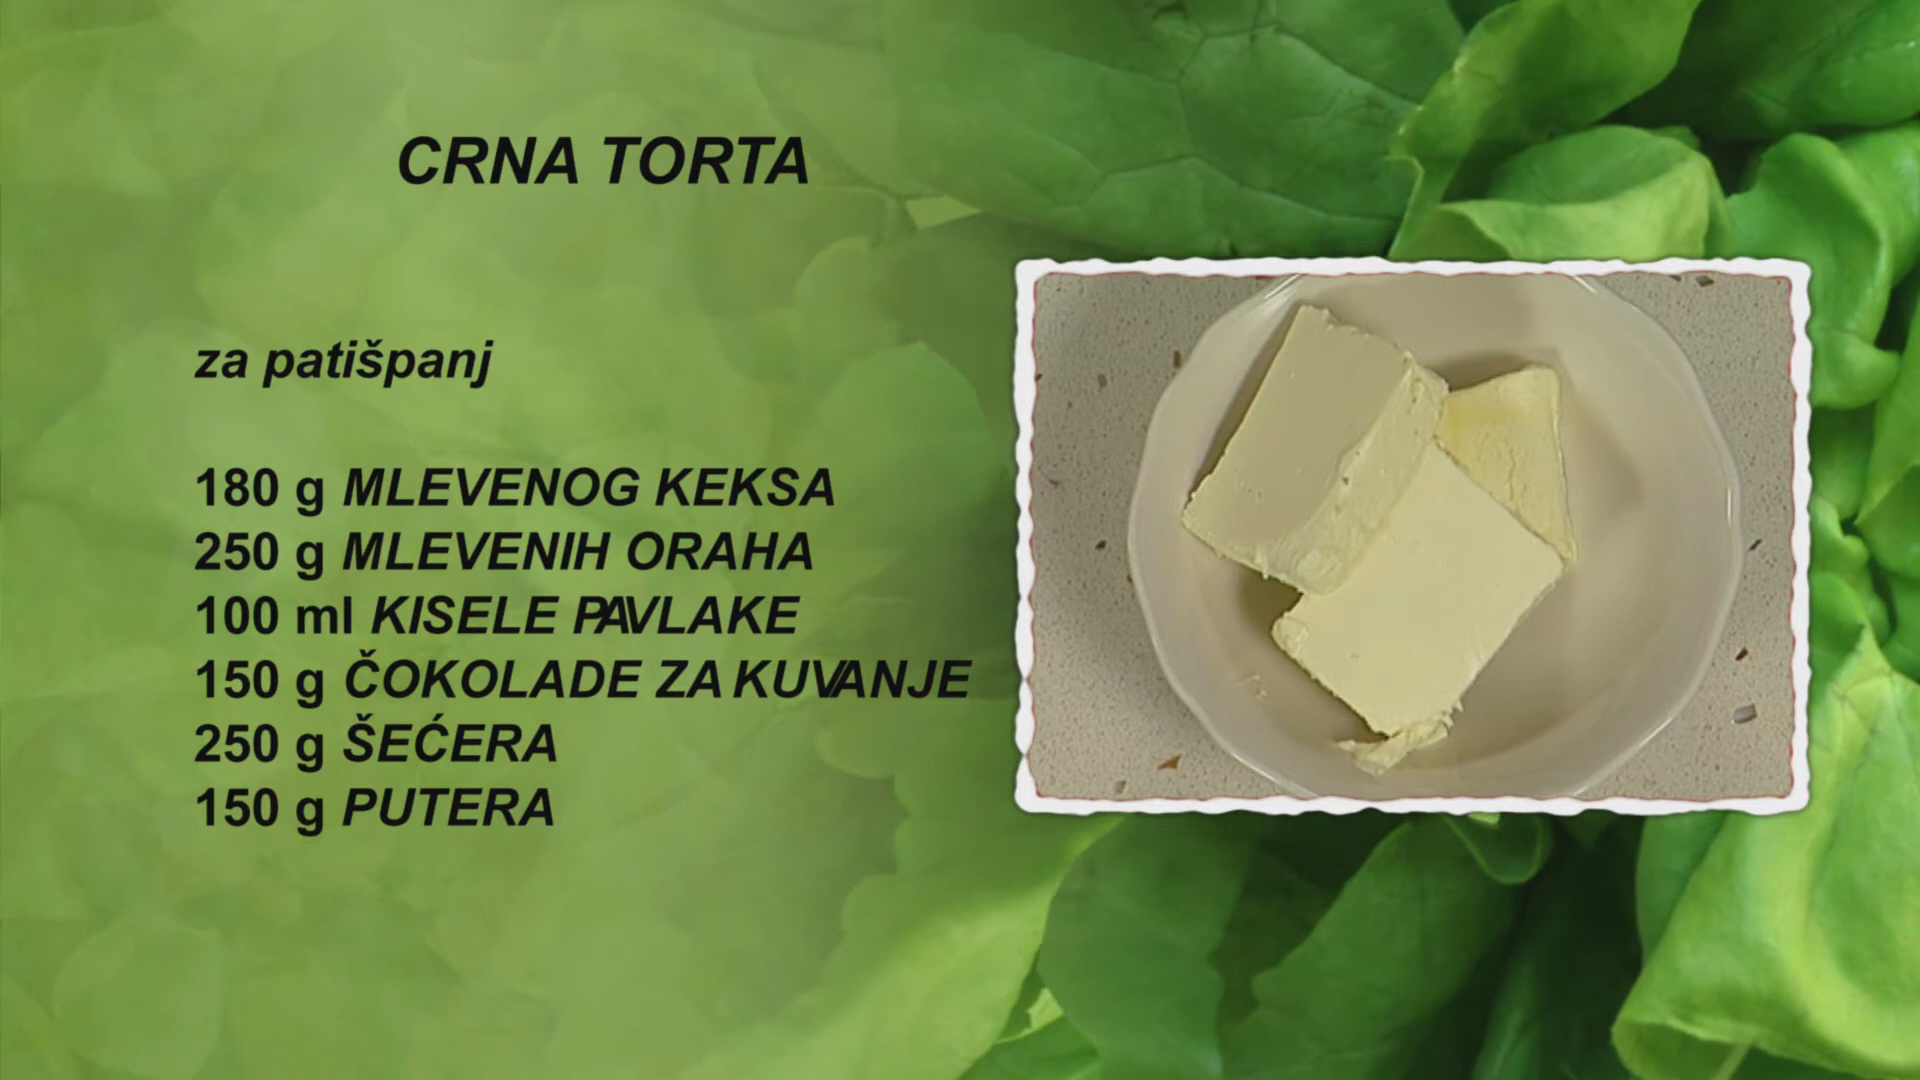 CRNA TORTA
za patišpanj
180 g MLEVENOG KEKSA
250 g MLEVENIH ORAHA
100 ml KISELE PAVLAKE
150 g ČOKOLADE ZA KUVANJE
250 g ŠEĆERA
150 g PUTERA